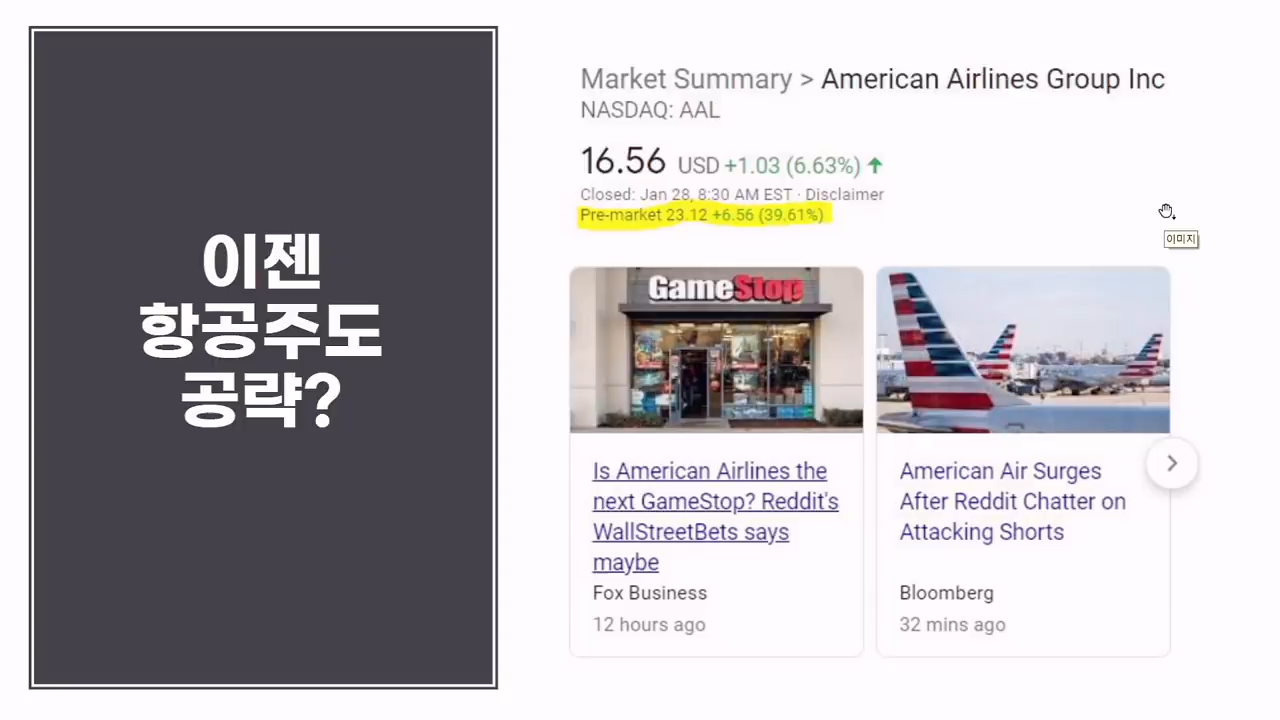 이젠
항공주도
공략?
Market Summary > American Airlines Group Inc
NASDAQ: AAL
16.56 USD +1.03 (6.63%) ↑
Closed: Jan 28, 8:30 AM EST · Disclaimer
Pre-market 23.12 +6.56 (39.61%)
이미지
GameStop
Is American Airlines the
next GameStop? Reddit's
WallStreetBets says
maybe
Fox Business
12 hours ago
American Air Surges
After Reddit Chatter on
Attacking Shorts
Bloomberg
32 mins ago